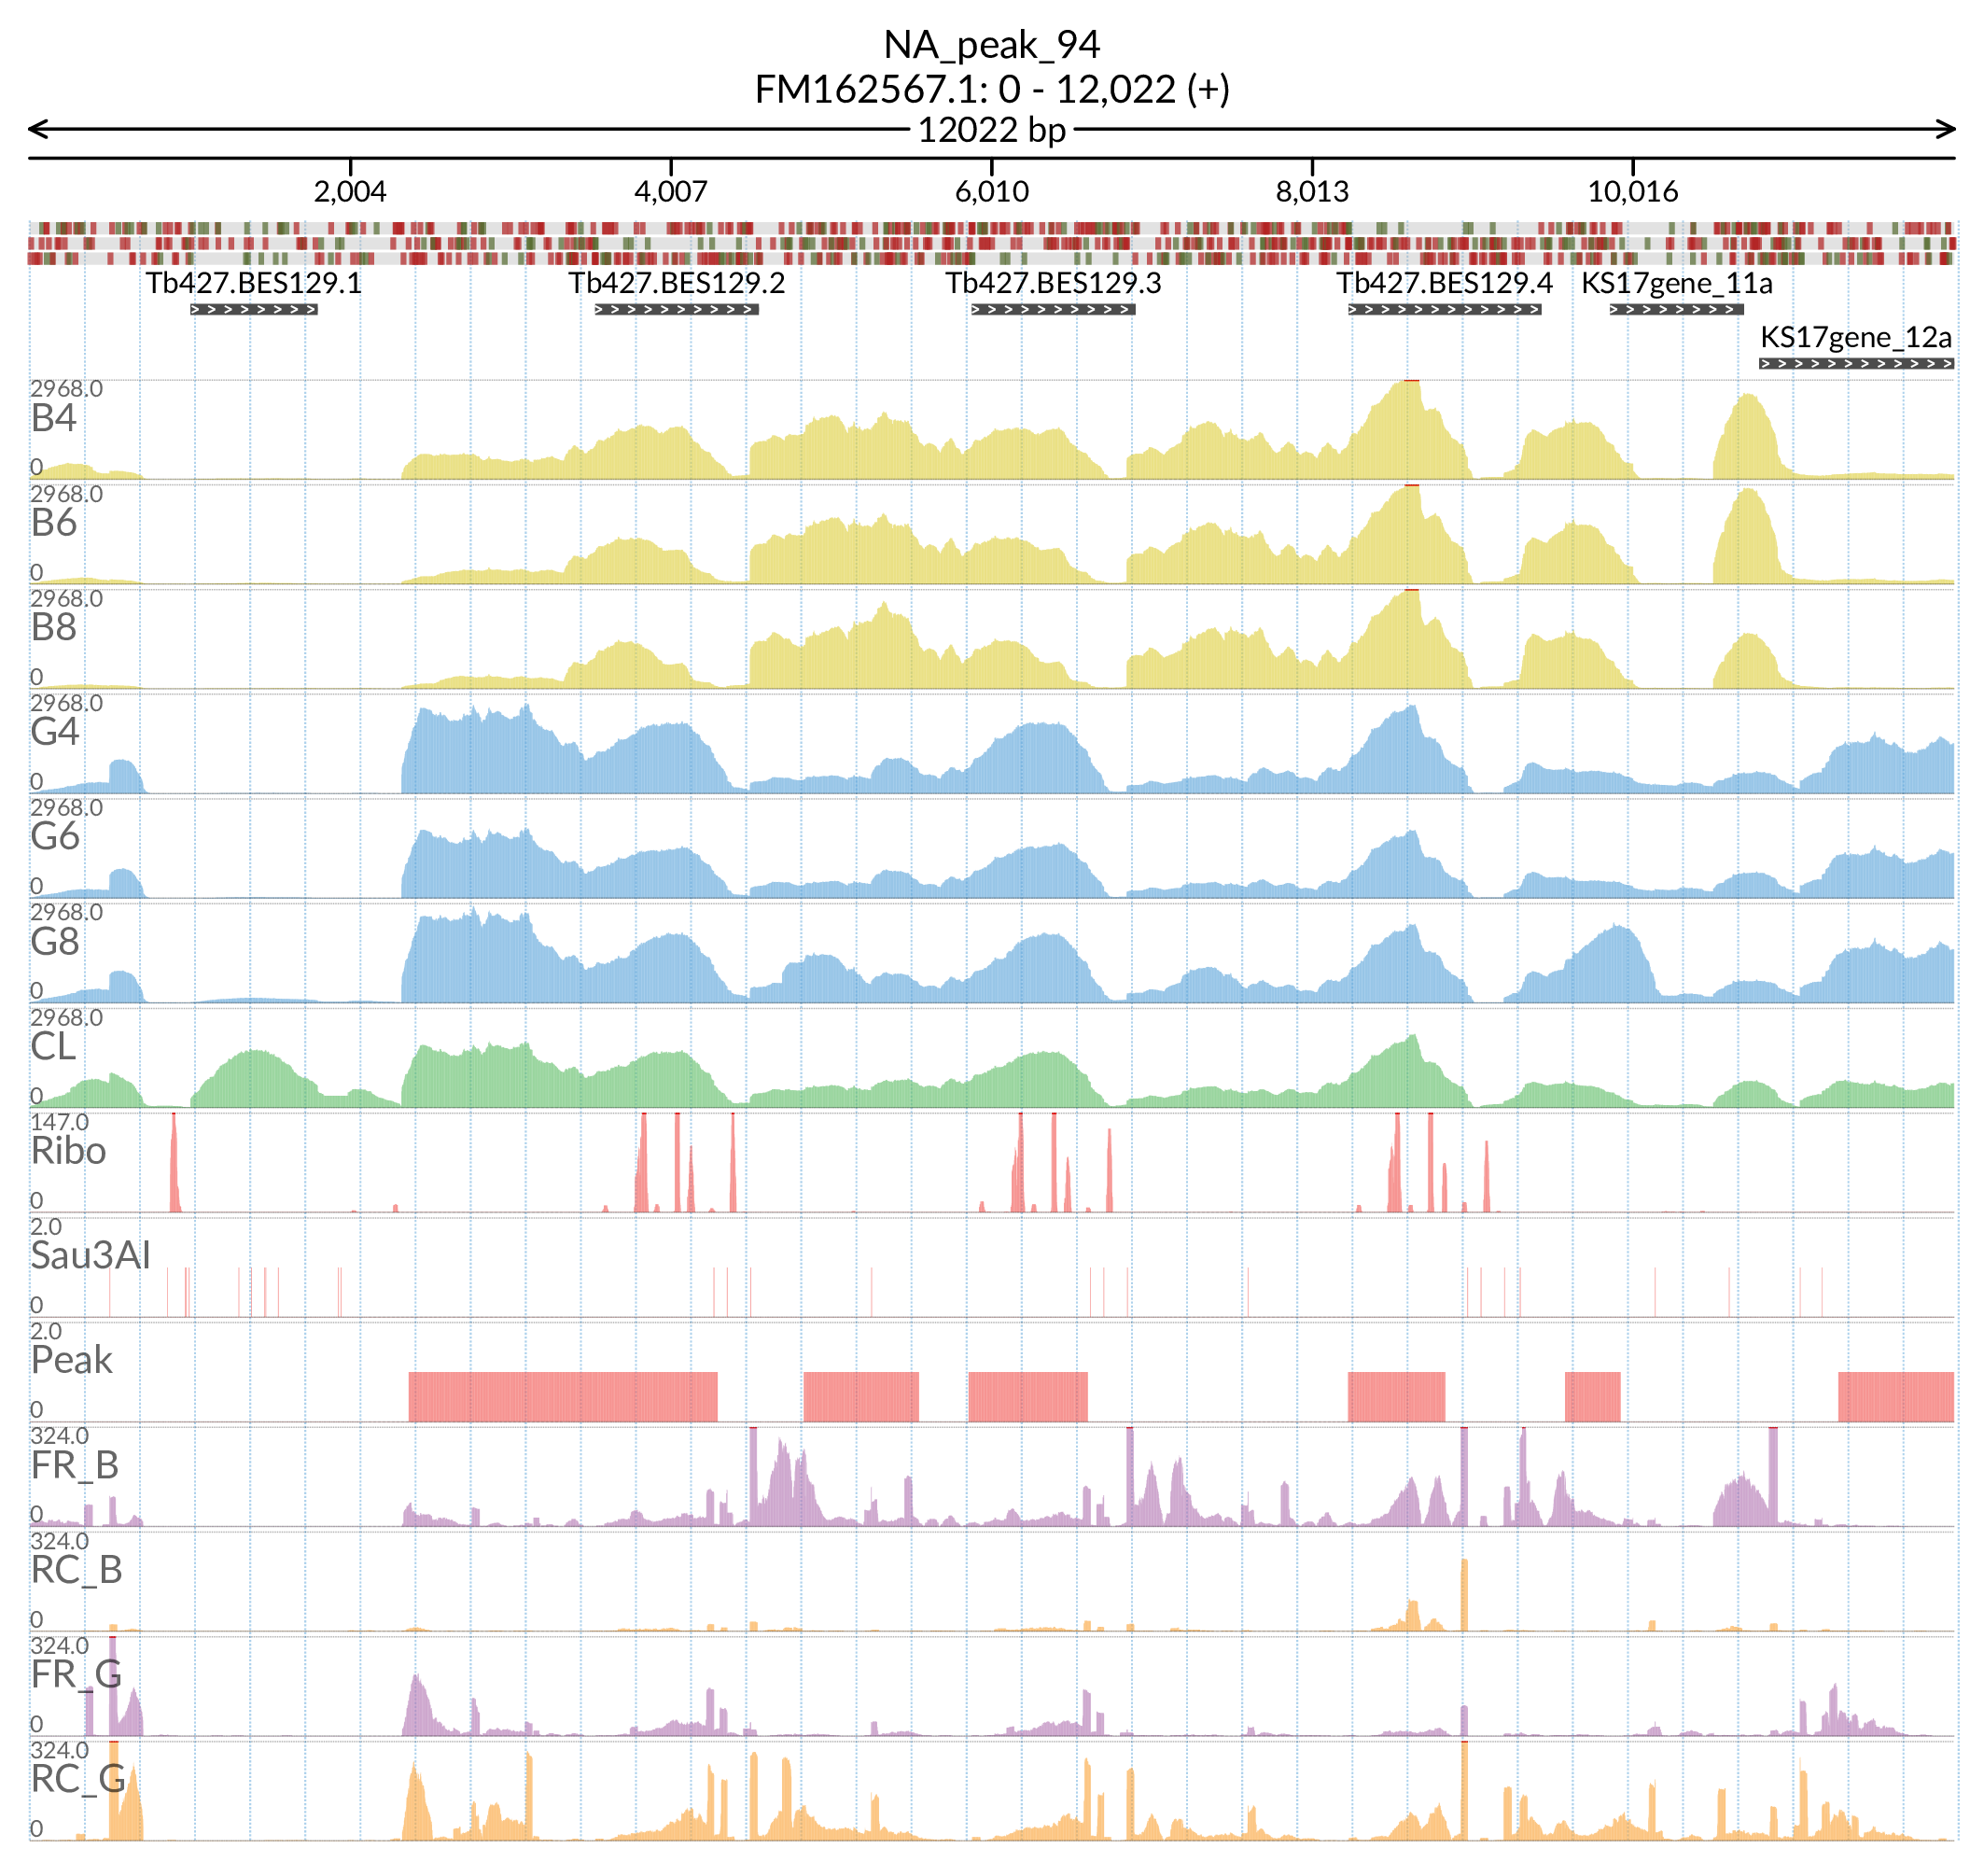 NA_peak_94
FM162567.1: 0 - 12,022 (+)
12022 bp
2,004 4,007 6,010 8,013 10,016
Tb427.BES129.1 Tb427.BES129.2 Tb427.BES129.3 Tb427.BES129.4 KS17gene_11a
KS17gene_12a
2968.0
B4
0
2968.0
B6
0
2968.0
B8
0
2968.0
G4
0
2968.0
G6
0
2968.0
G8
0
2968.0
CL
0
147.0
Ribo
0
2.0
Sau3AI
0
2.0
Peak
0
324.0
FR_B
0
324.0
RC_B
0
324.0
FR_G
0
324.0
RC_G
0